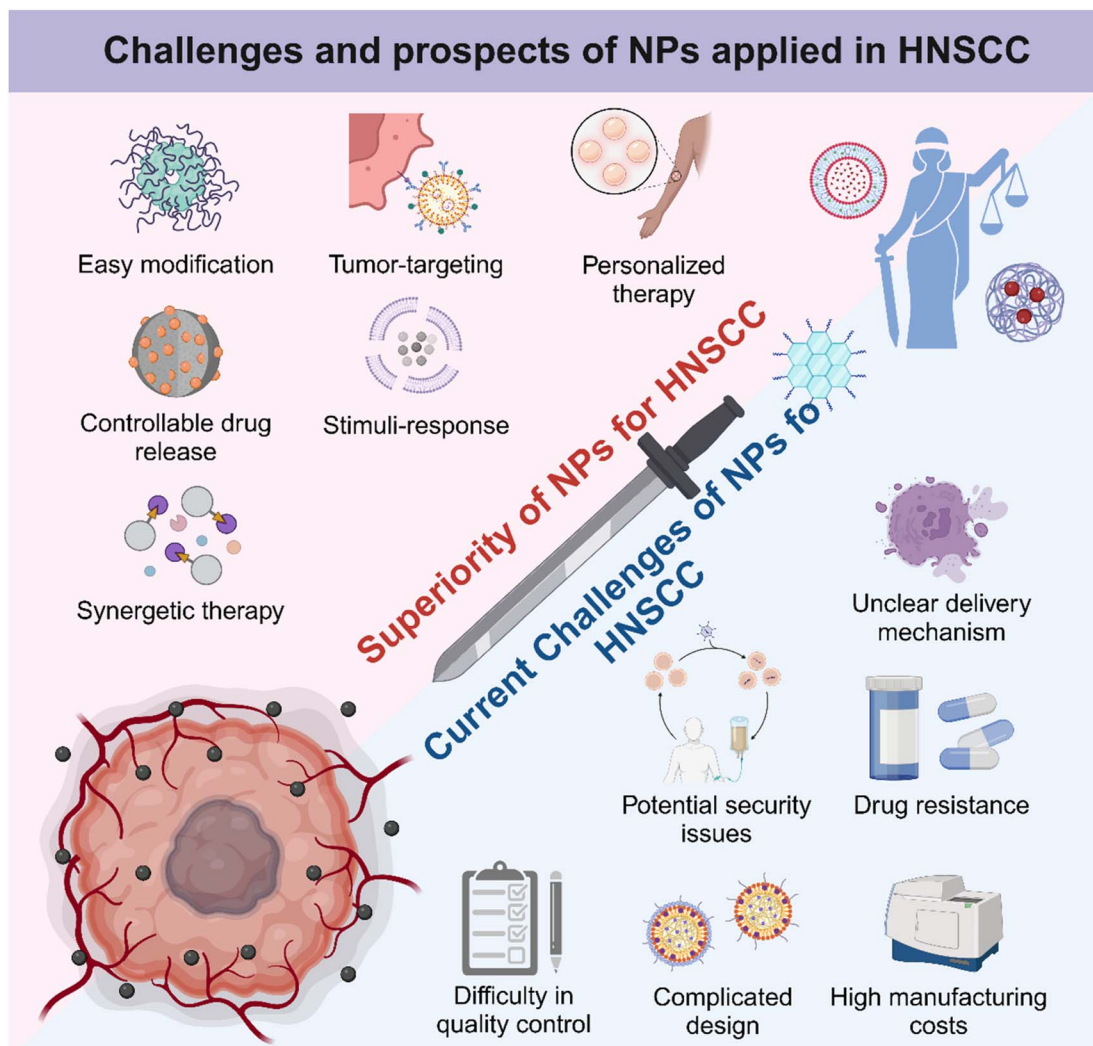 Challenges and prospects of NPs applied in HNSCC
Easy modification
Tumor-targeting
Personalized
therapy
Controllable drug
release
Stimuli-response
Synergetic therapy
Superiority of NPs for HNSCC
Current Challenges of NPs fo
HNSCC
Unclear delivery
mechanism
Potential security
issues
Drug resistance
Difficulty in
quality control
Complicated
design
High manufacturing
costs